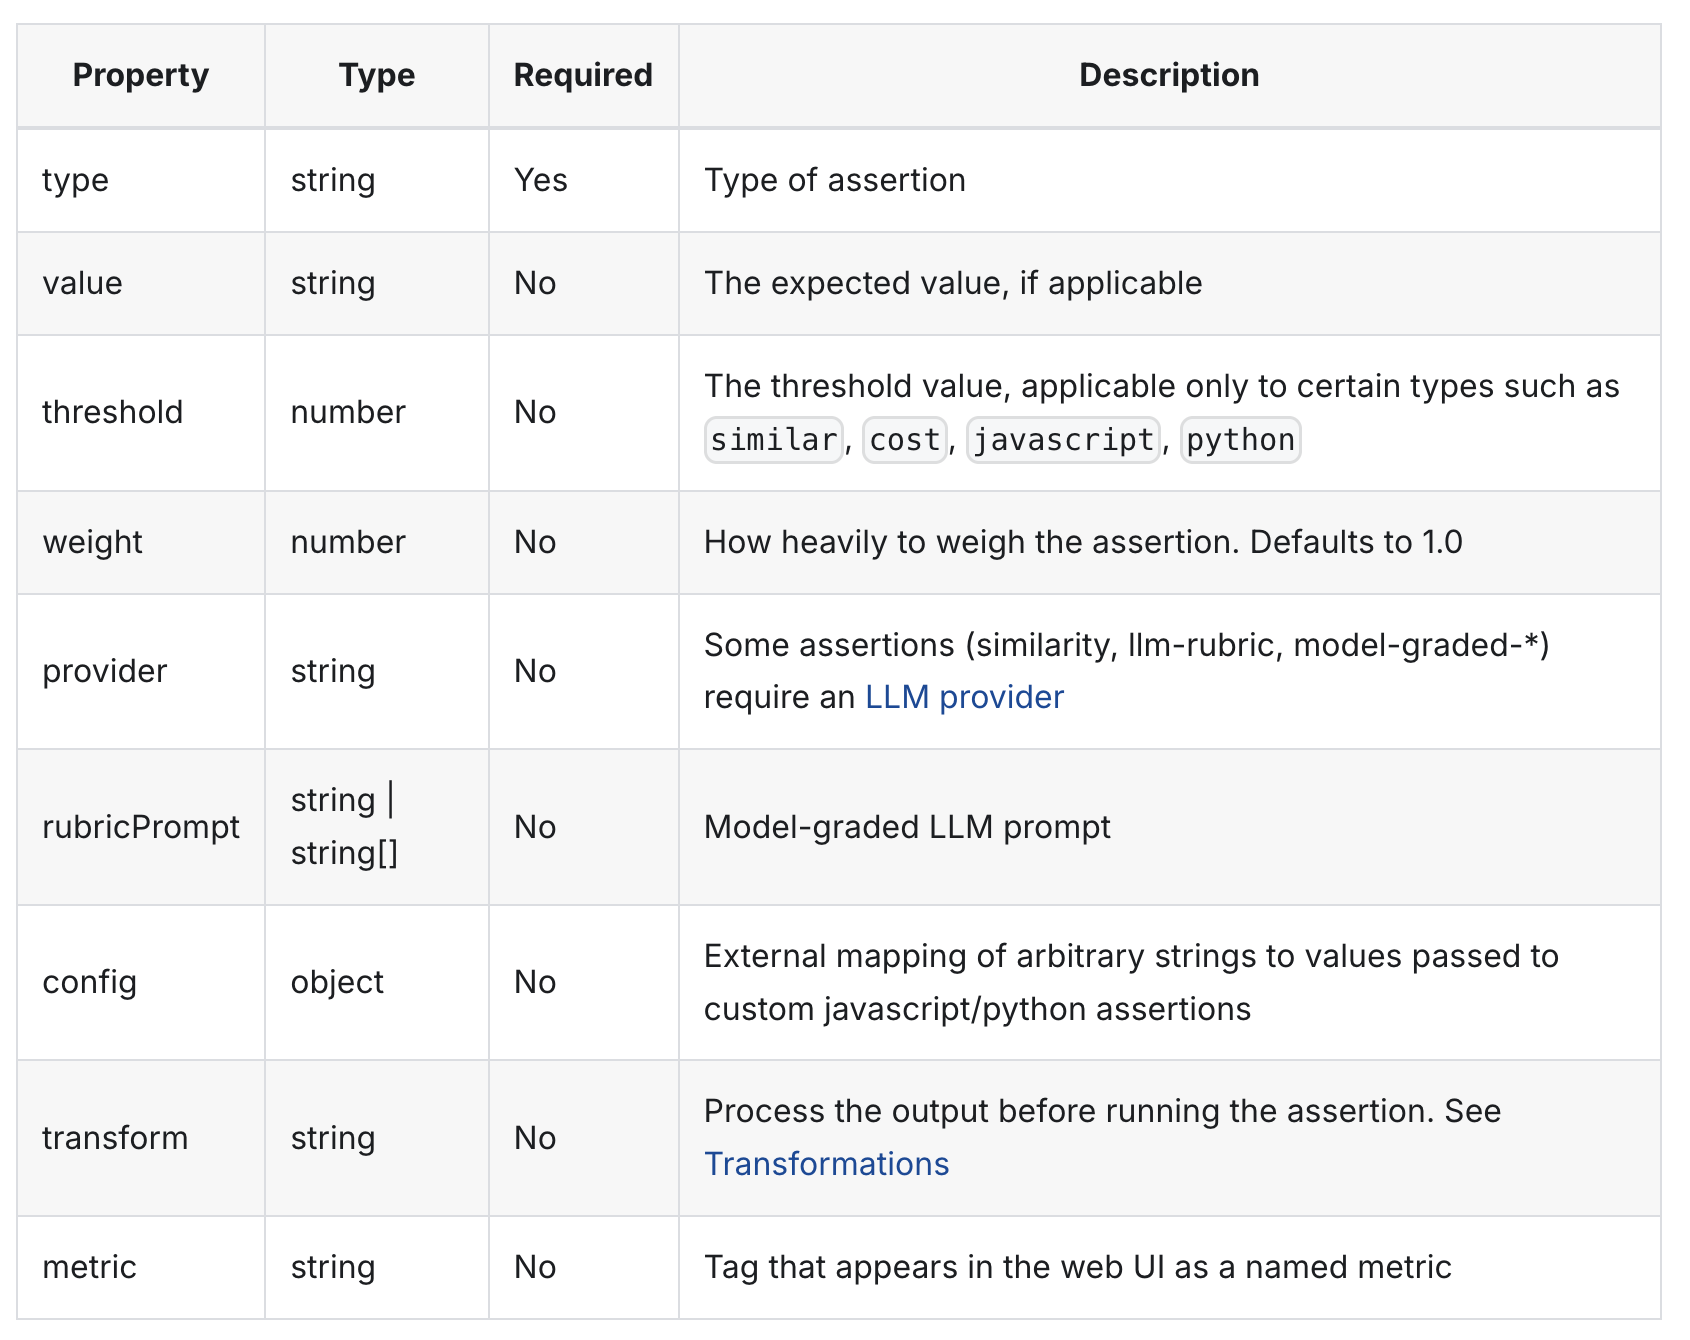 Property Type Required Description
type string Yes Type of assertion
value string No The expected value, if applicable
threshold number No The threshold value, applicable only to certain types such as
similar, cost, javascript, python
weight number No How heavily to weigh the assertion. Defaults to 1.0
provider string No Some assertions (similarity, llm-rubric, model-graded-*)
require an LLM provider
rubricPrompt string |
string[] No Model-graded LLM prompt
config object No External mapping of arbitrary strings to values passed to
custom javascript/python assertions
transform string No Process the output before running the assertion. See
Transformations
metric string No Tag that appears in the web UI as a named metric